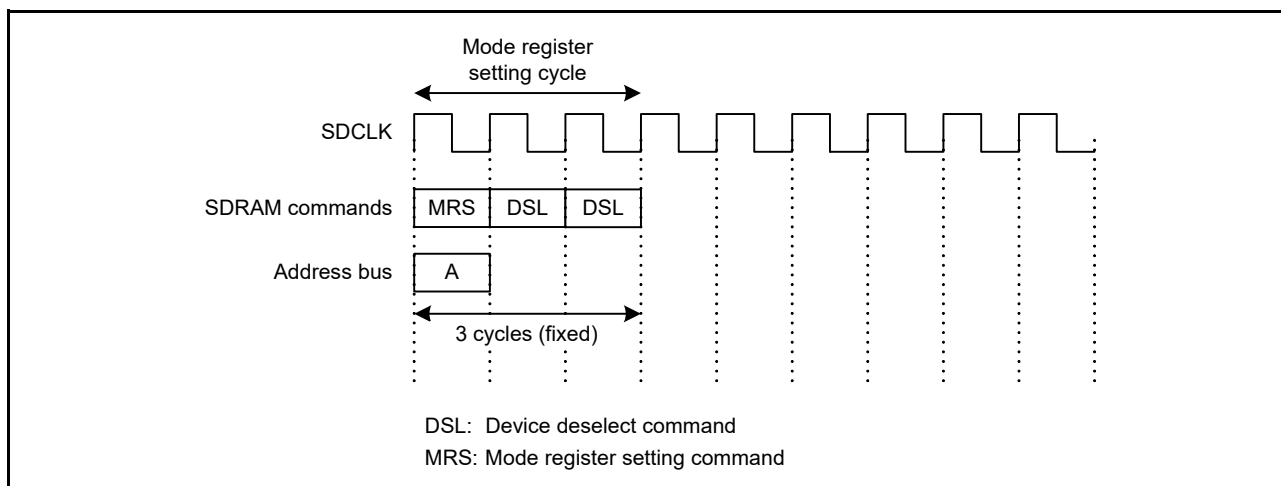 Mode register
setting cycle
SDCLK
SDRAM commands MRS DSL DSL
Address bus A
3 cycles (fixed)
DSL: Device deselect command
MRS: Mode register setting command